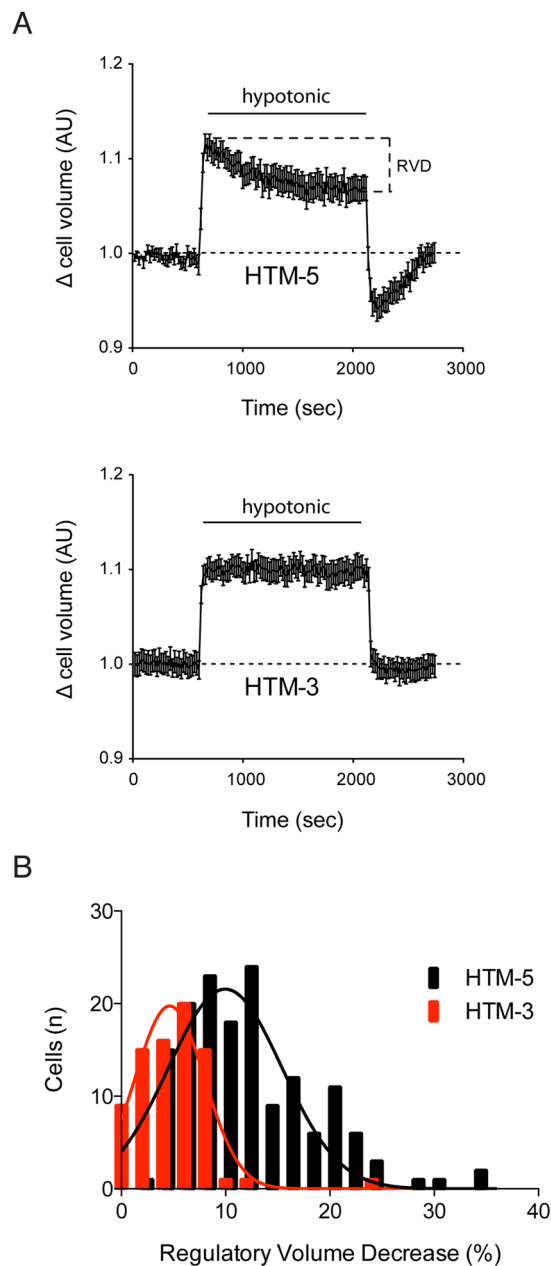 A
1.2
hypotonic
1.1
RVD
1.0
HTM-5
0.9
0
1000
2000
3000
Δ cell volume (AU)
Time (sec)
1.2
hypotonic
1.1
1.0
HTM-3
0.9
0
1000
2000
3000
Δ cell volume (AU)
Time (sec)
B
30
20
10
0
Cells (n)
HTM-5
HTM-3
0
10
20
30
40
Regulatory Volume Decrease (%)